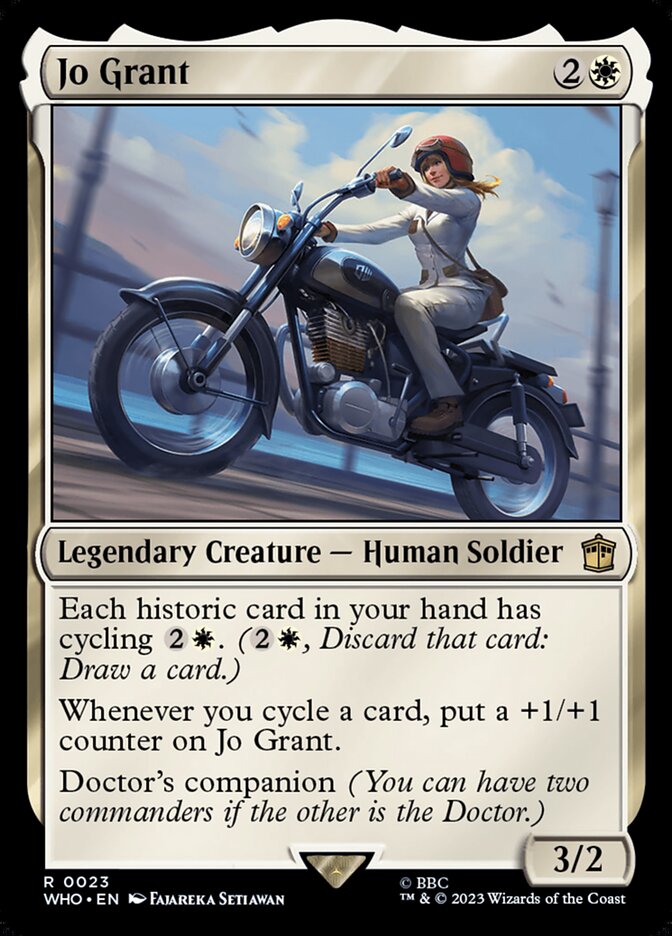 Jo Grant 2
Legendary Creature — Human Soldier
Each historic card in your hand has
cycling 2. (2, Discard that card:
Draw a card.)
Whenever you cycle a card, put a +1/+1
counter on Jo Grant.
Doctor's companion (You can have two
commanders if the other is the Doctor.)
3/2
R 0023
WHO • EN Fajareka Setiawan
© BBC
™ & © 2023 Wizards of the Coast